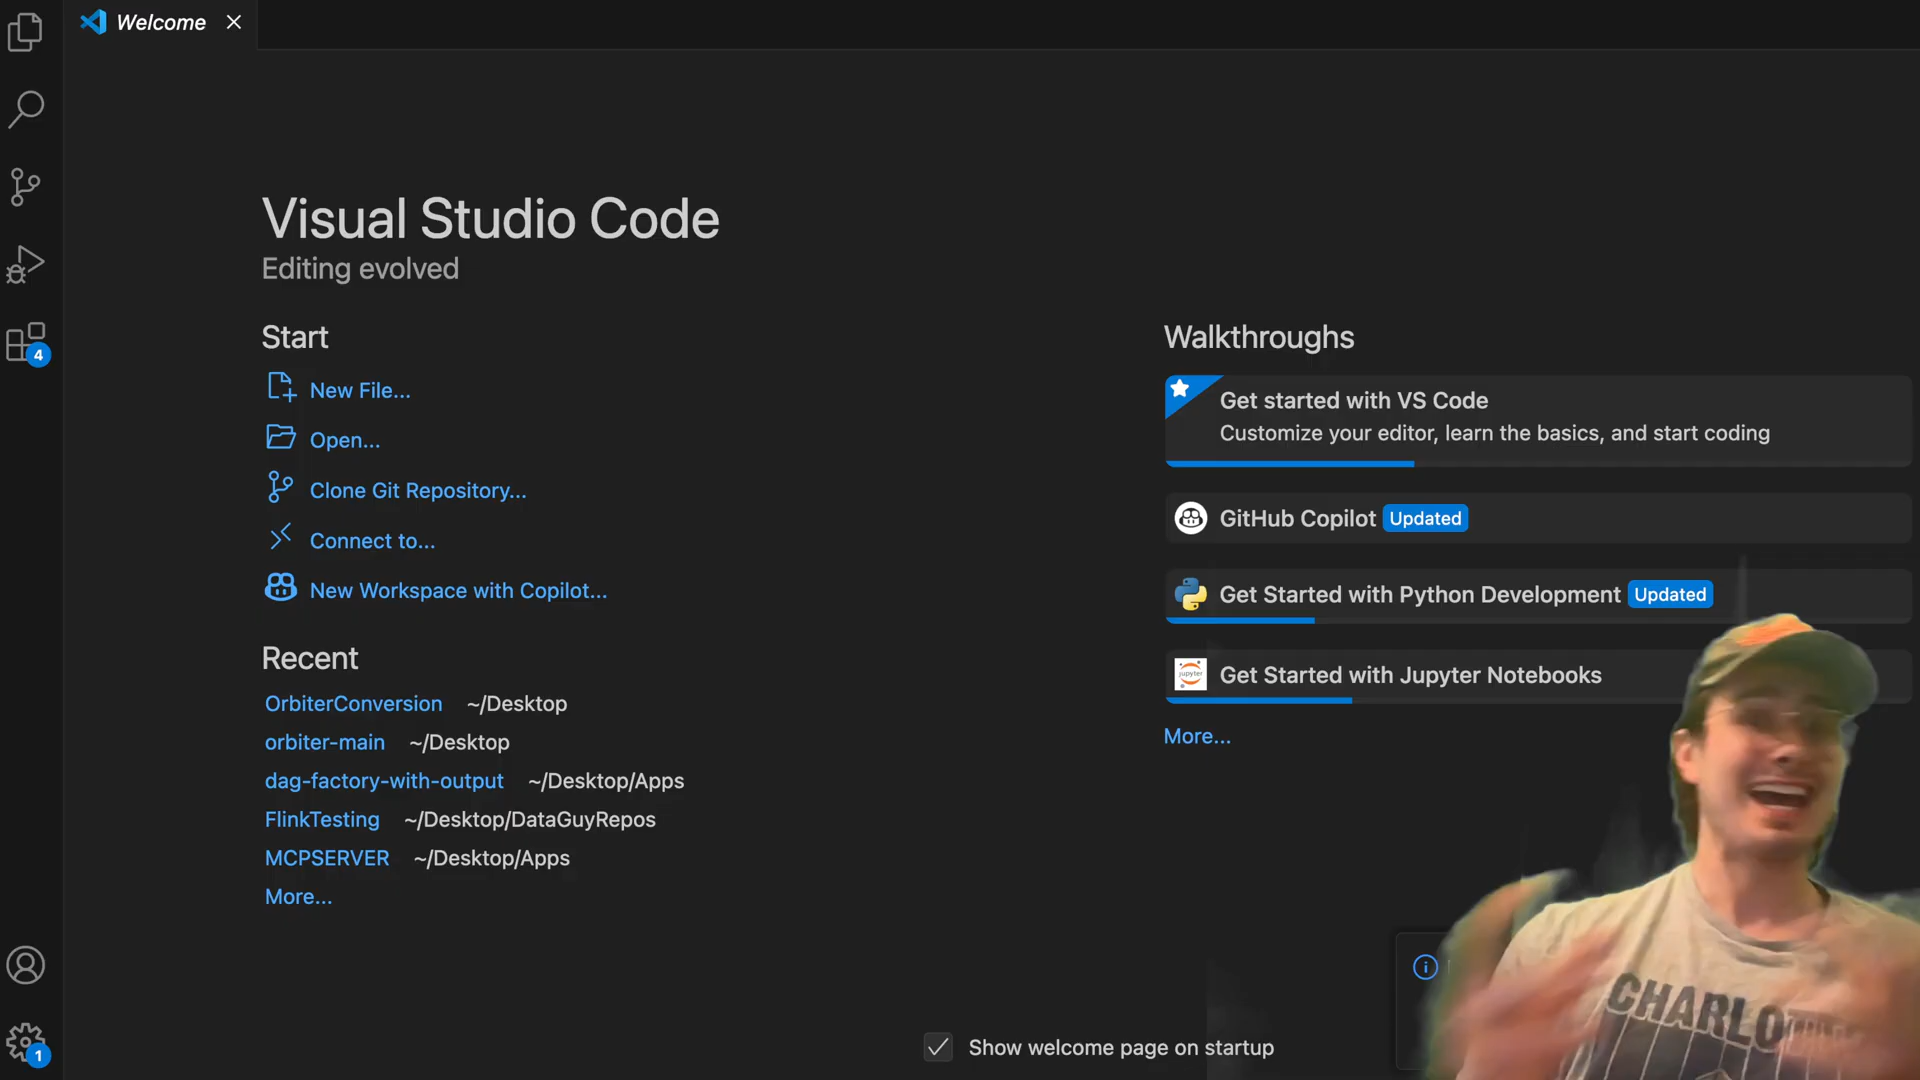 Welcome
Visual Studio Code
Editing evolved
Start
New File...
Open...
Clone Git Repository...
Connect to...
New Workspace with Copilot...
Recent
OrbiterConversion ~/Desktop
orbiter-main ~/Desktop
dag-factory-with-output ~/Desktop/Apps
FlinkTesting ~/Desktop/DataGuyRepos
MCPSERVER ~/Desktop/Apps
More...
Walkthroughs
Get started with VS Code
Customize your editor, learn the basics, and start coding
GitHub Copilot Updated
Get Started with Python Development Updated
jupyter
Get Started with Jupyter Notebooks
More...
Show welcome page on startup
4
1